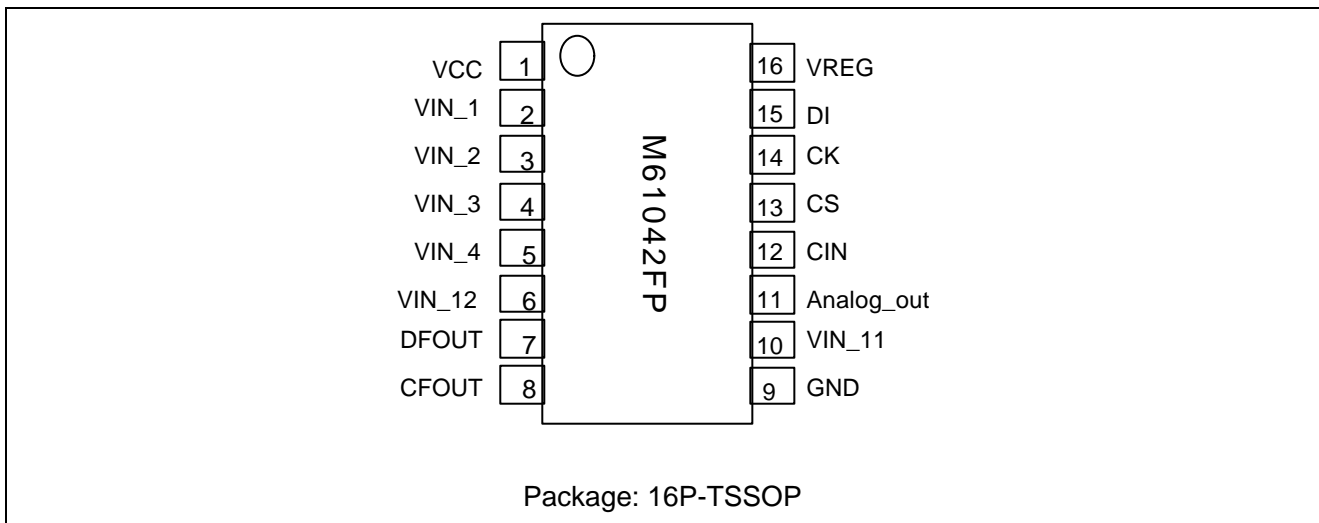 VCC 1 16 VREG
VIN_1 2 15 DI
VIN_2 3 14 CK
VIN_3 4 13 CS
VIN_4 5 12 CIN
VIN_12 6 11 Analog_out
DFOUT 7 10 VIN_11
CFOUT 8 9 GND
M61042FP
Package: 16P-TSSOP